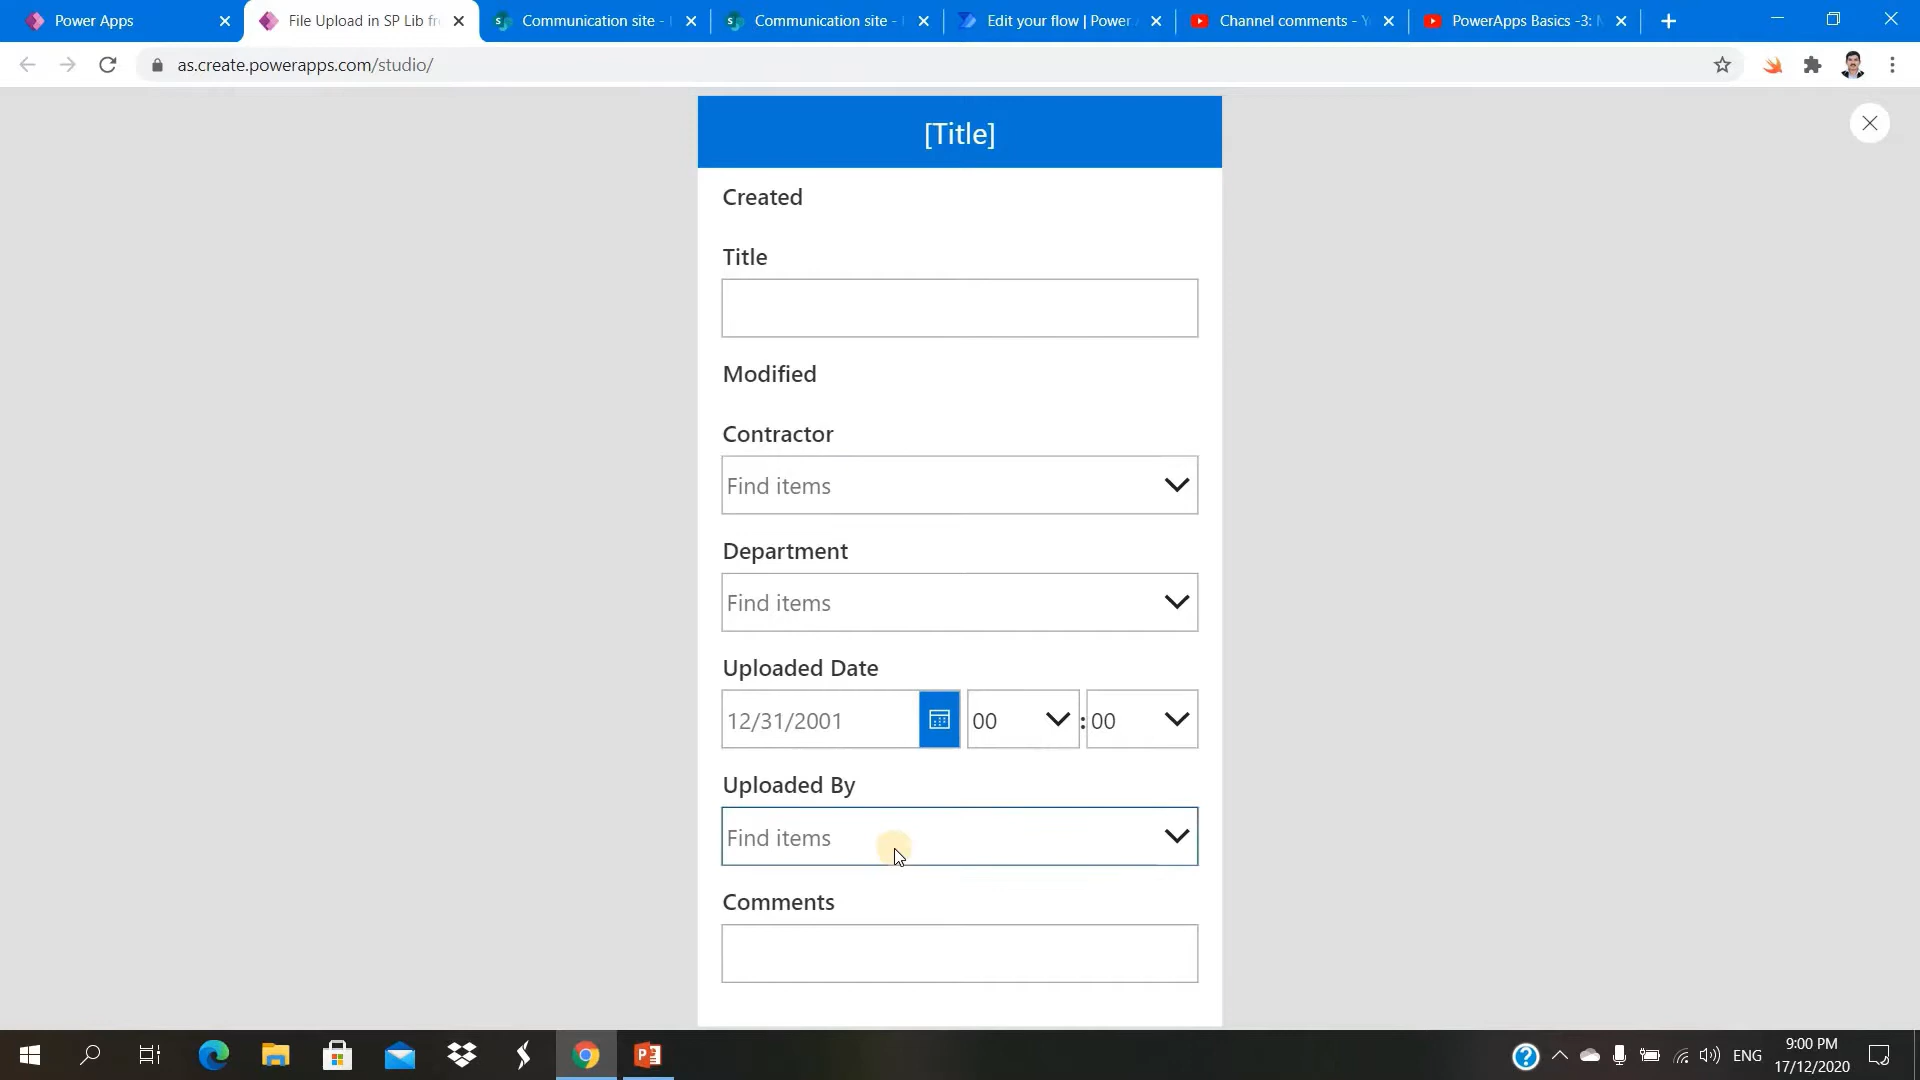 Power Apps
File Upload in SP Lib fr
Communication site -
Communication site -
Edit your flow | Power
Channel comments - Y
PowerApps Basics -3:
as.create.powerapps.com/studio/
[Title]
Created
Title
Modified
Contractor
Find items
Department
Find items
Uploaded Date
12/31/2001
00
:
00
Uploaded By
Find items
Comments
ENG
9:00 PM
17/12/2020